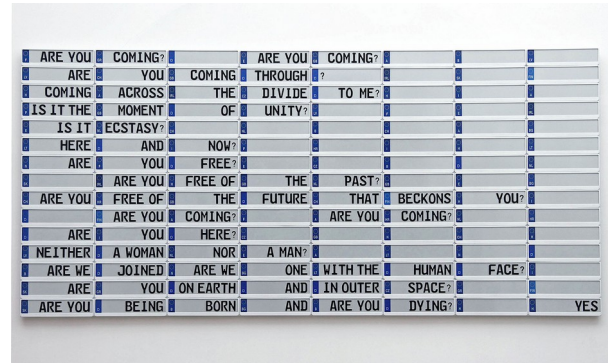 ARE YOU COMING? ARE YOU COMING?
ARE YOU COMING THROUGH ?
COMING ACROSS THE DIVIDE TO ME?
IS IT THE MOMENT OF UNITY?
IS IT ECSTASY?
HERE AND NOW?
ARE YOU FREE?
ARE YOU FREE OF THE PAST?
ARE YOU FREE OF THE FUTURE THAT BECKONS YOU?
ARE YOU COMING? ARE YOU COMING?
ARE YOU HERE?
NEITHER A WOMAN NOR A MAN?
ARE WE JOINED ARE WE ONE WITH THE HUMAN FACE?
ARE YOU ON EARTH AND IN OUTER SPACE?
ARE YOU BEING BORN AND ARE YOU DYING? YES